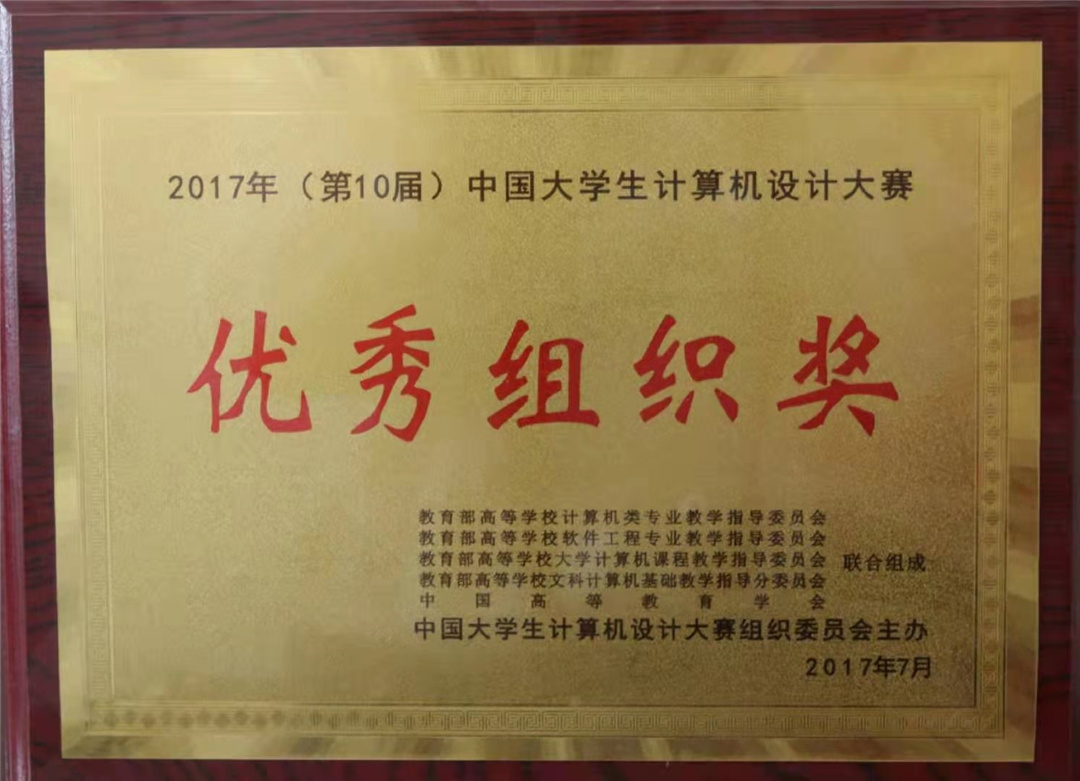 2017年（第10届）中国大学生计算机设计大赛
优秀组织奖
教育部高等学校计算机类专业教学指导委员会
教育部高等学校软件工程专业教学指导委员会
教育部高等学校大学计算机课程教学指导委员会 联合组成
教育部高等学校文科计算机基础教学指导分委员会
中国高等教育学会
中国大学生计算机设计大赛组织委员会主办
2017年7月